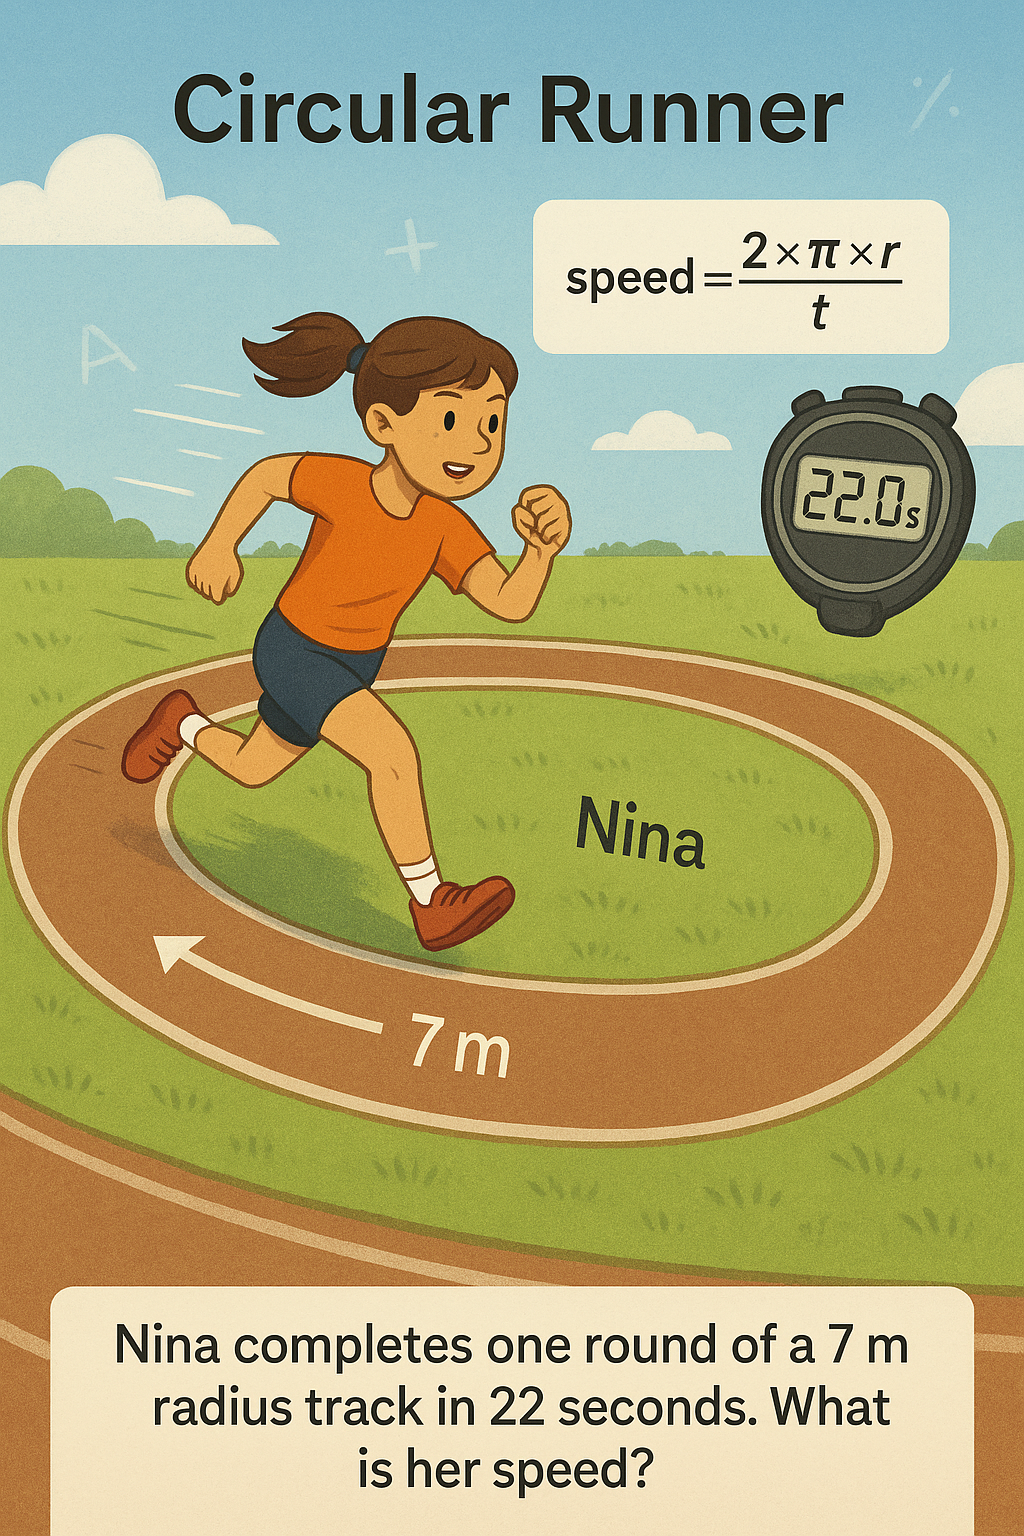 Circular Runner
speed = 2 × π × r / t
A
22.0s
Nina
7 m
Nina completes one round of a 7 m
radius track in 22 seconds. What
is her speed?